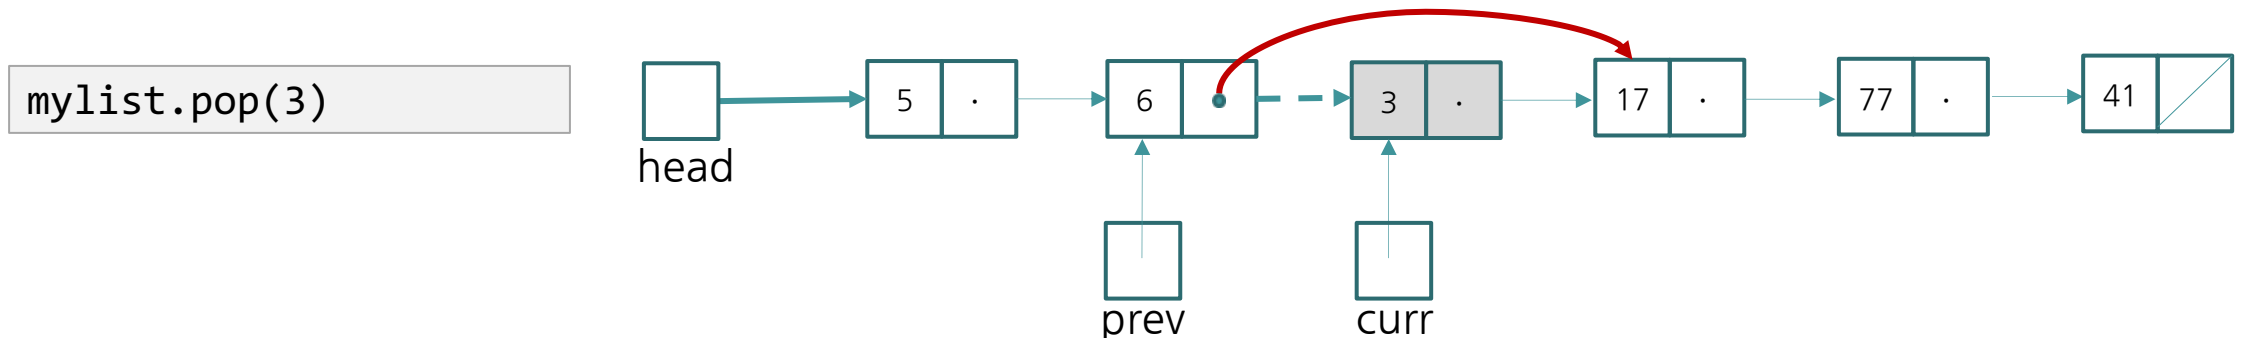 mylist.pop(3)
5 . 6 3 . 17 . 77 . 41
head
prev curr